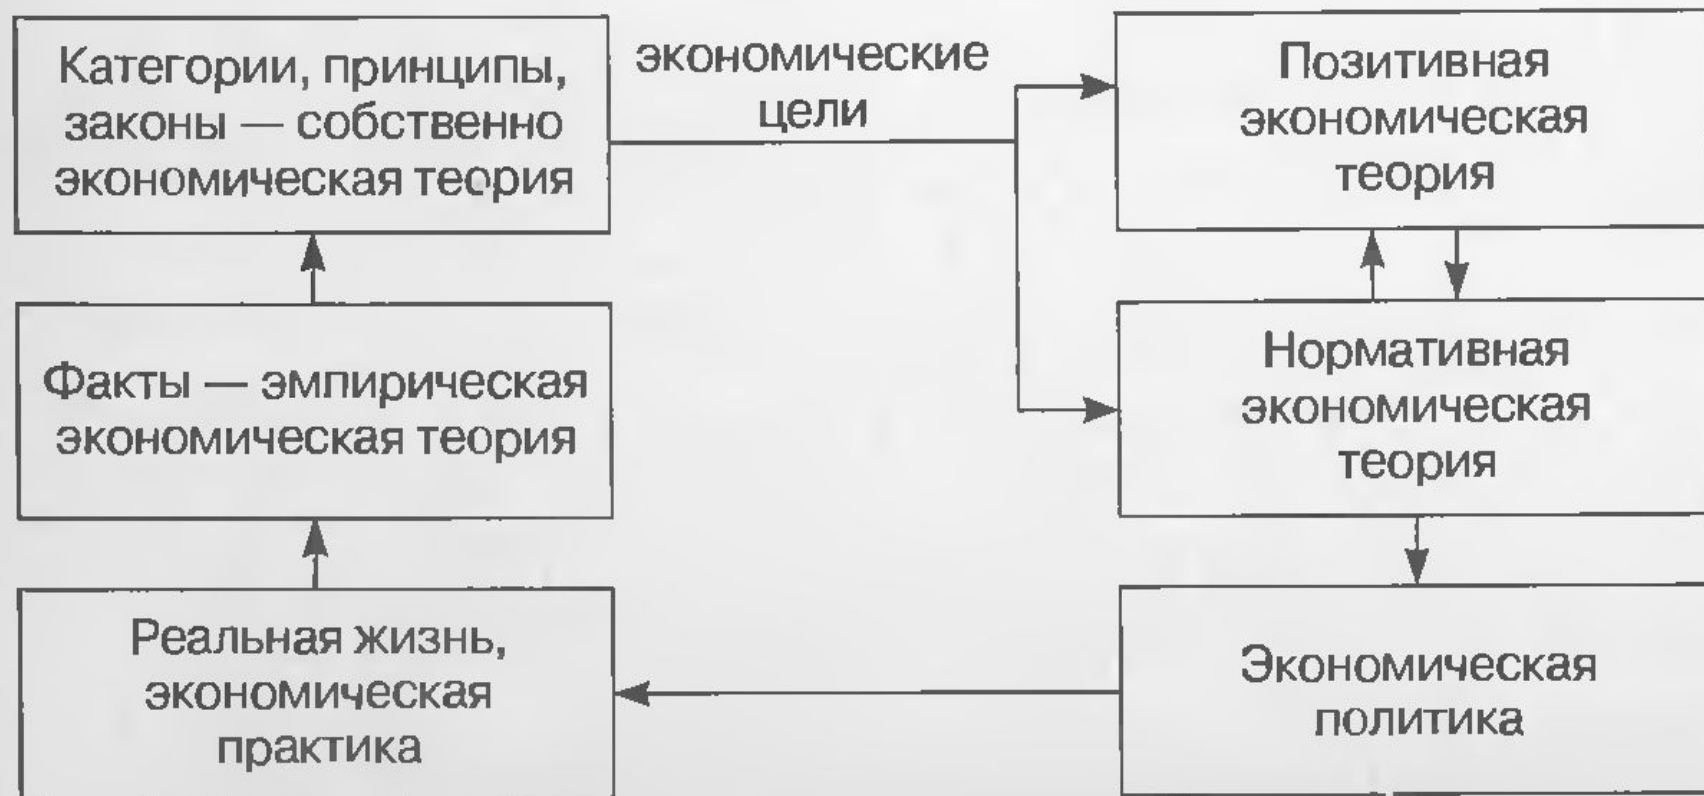 Категории, принципы,
законы — собственно
экономическая теория
экономические
цели
Позитивная
экономическая
теория
Факты — эмпирическая
экономическая теория
Нормативная
экономическая
теория
Реальная жизнь,
экономическая
практика
Экономическая
политика